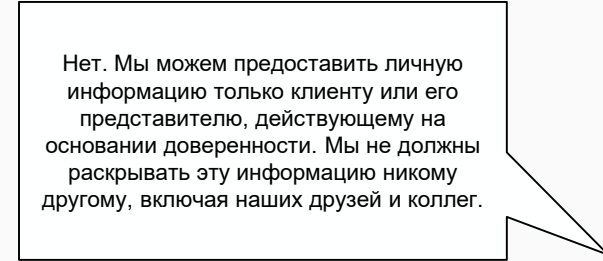 Нет. Мы можем предоставить личную
информацию только клиенту или его
представителю, действующему на
основании доверенности. Мы не должны
раскрывать эту информацию никому
другому, включая наших друзей и коллег.